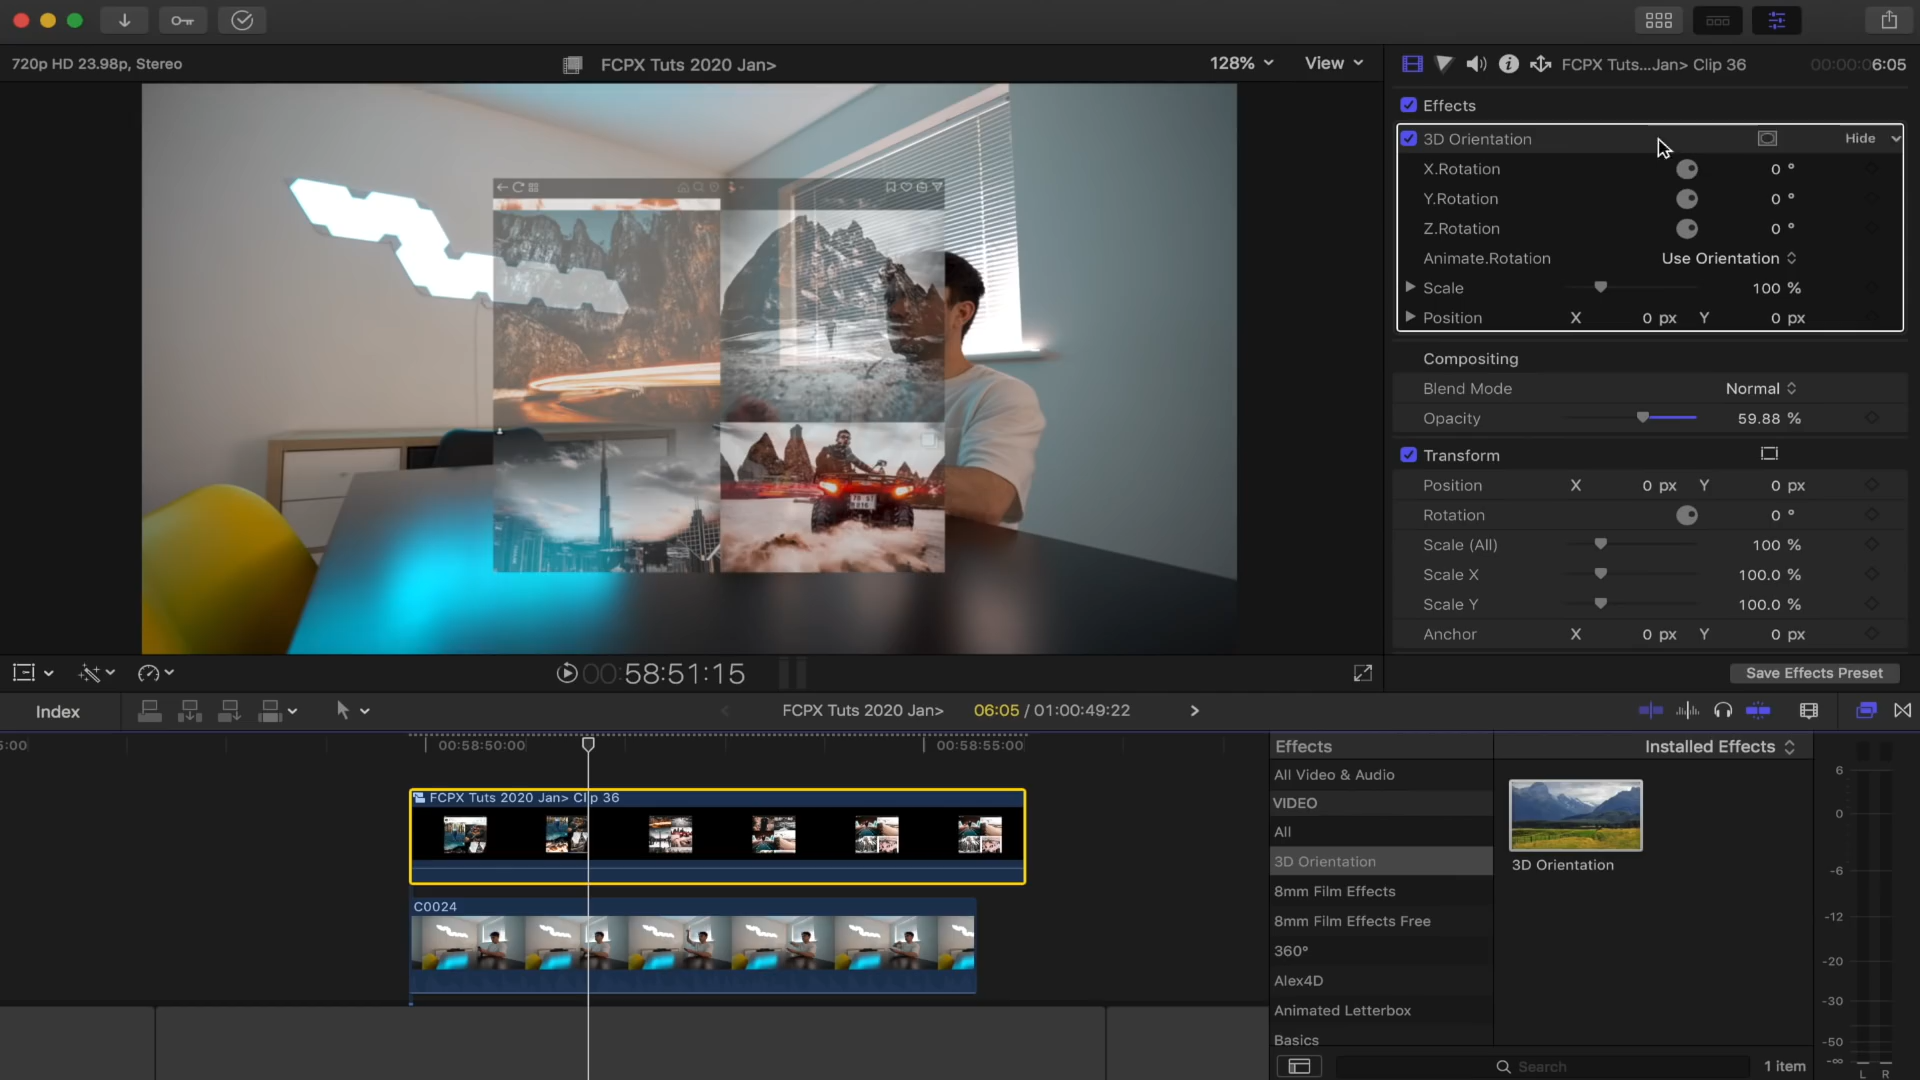 720p HD 23.98p, Stereo
FCPX Tuts 2020 Jan>
128%
View
FCPX Tuts...Jan> Clip 36
00:00:06:05
Effects
3D Orientation
Hide
X.Rotation
0 °
Y.Rotation
0 °
Z.Rotation
0 °
Animate.Rotation
Use Orientation
Scale
100 %
Position
X
0 px
Y
0 px
Compositing
Blend Mode
Normal
Opacity
59.88 %
Transform
Position
X
0 px
Y
0 px
Rotation
0 °
Scale (All)
100 %
Scale X
100.0 %
Scale Y
100.0 %
Anchor
X
0 px
Y
0 px
00:58:51:15
Save Effects Preset
Index
FCPX Tuts 2020 Jan>
06:05 / 01:00:49:22
5:00
00:58:50:00
00:58:55:00
FCPX Tuts 2020 Jan> Clip 36
C0024
Effects
Installed Effects
All Video & Audio
VIDEO
All
3D Orientation
8mm Film Effects
8mm Film Effects Free
360°
Alex4D
Animated Letterbox
Basics
3D Orientation
Search
1 item
6
0
-6
-12
-20
-30
-50
-∞
L
R